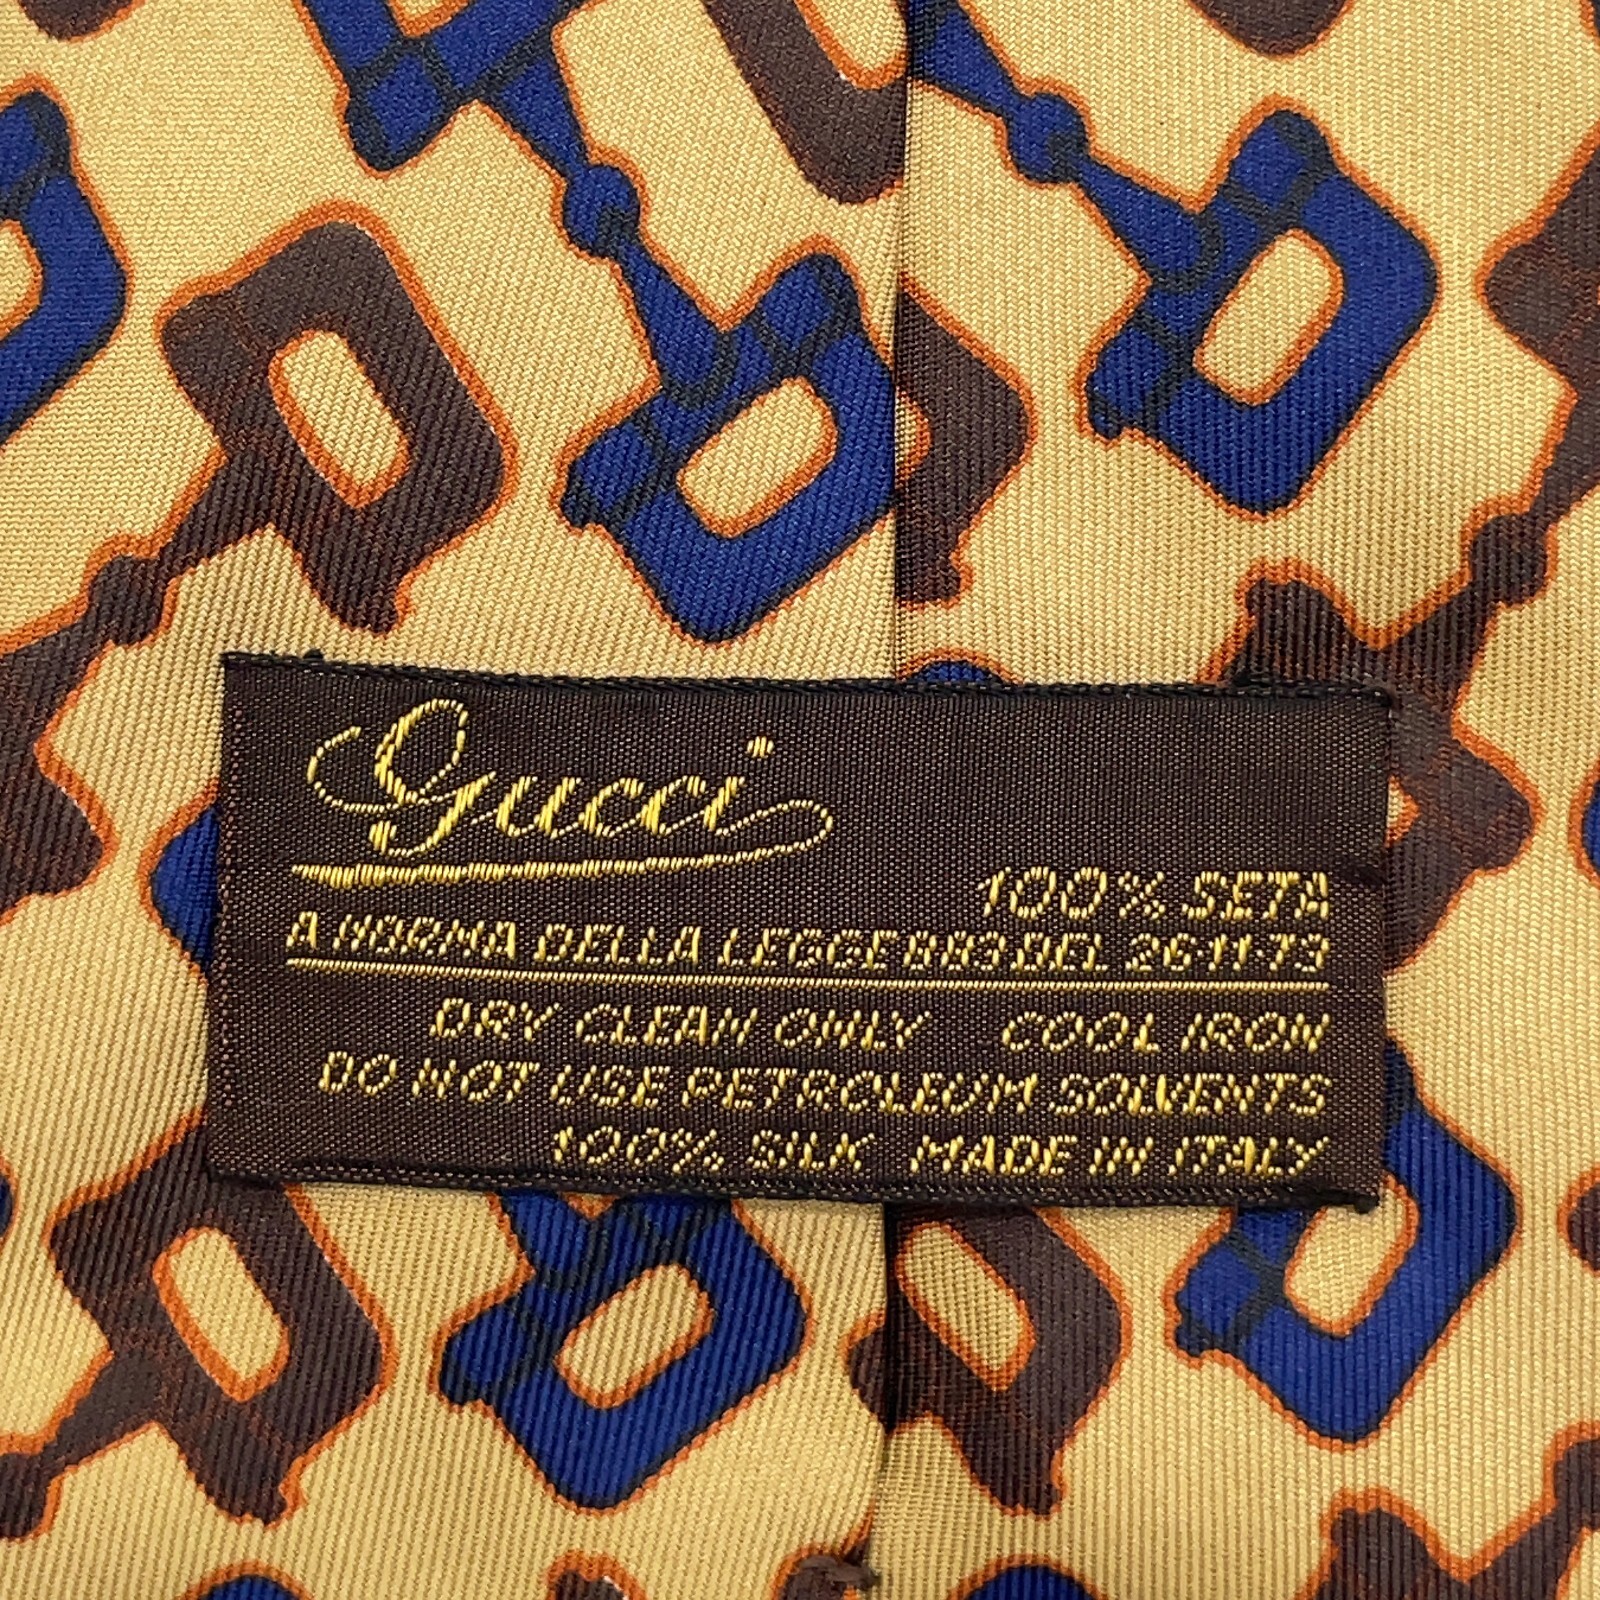 Gucci
100% SETA
A NORMA DELLA LEGGE 883 DEL 26·11·73
DRY CLEAN ONLY COOL IRON
DO NOT USE PETROLEUM SOLVENTS
100% SILK MADE IN ITALY